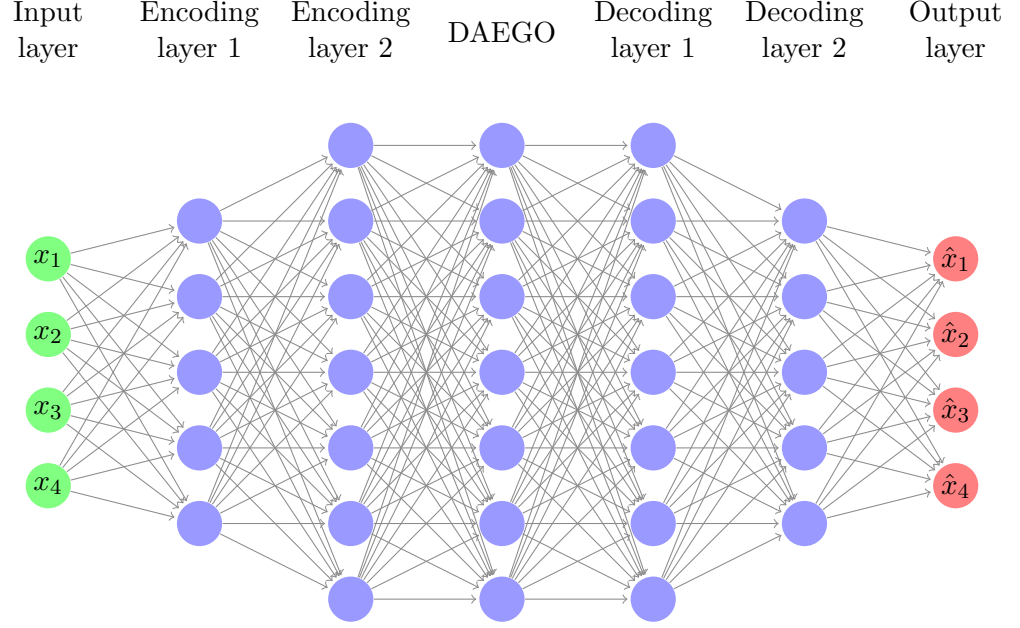 Input
layer
Encoding
layer 1
Encoding
layer 2
DAEGO
Decoding
layer 1
Decoding
layer 2
Output
layer
x₁
x₂
x₃
x₄
x̂₁
x̂₂
x̂₃
x̂₄